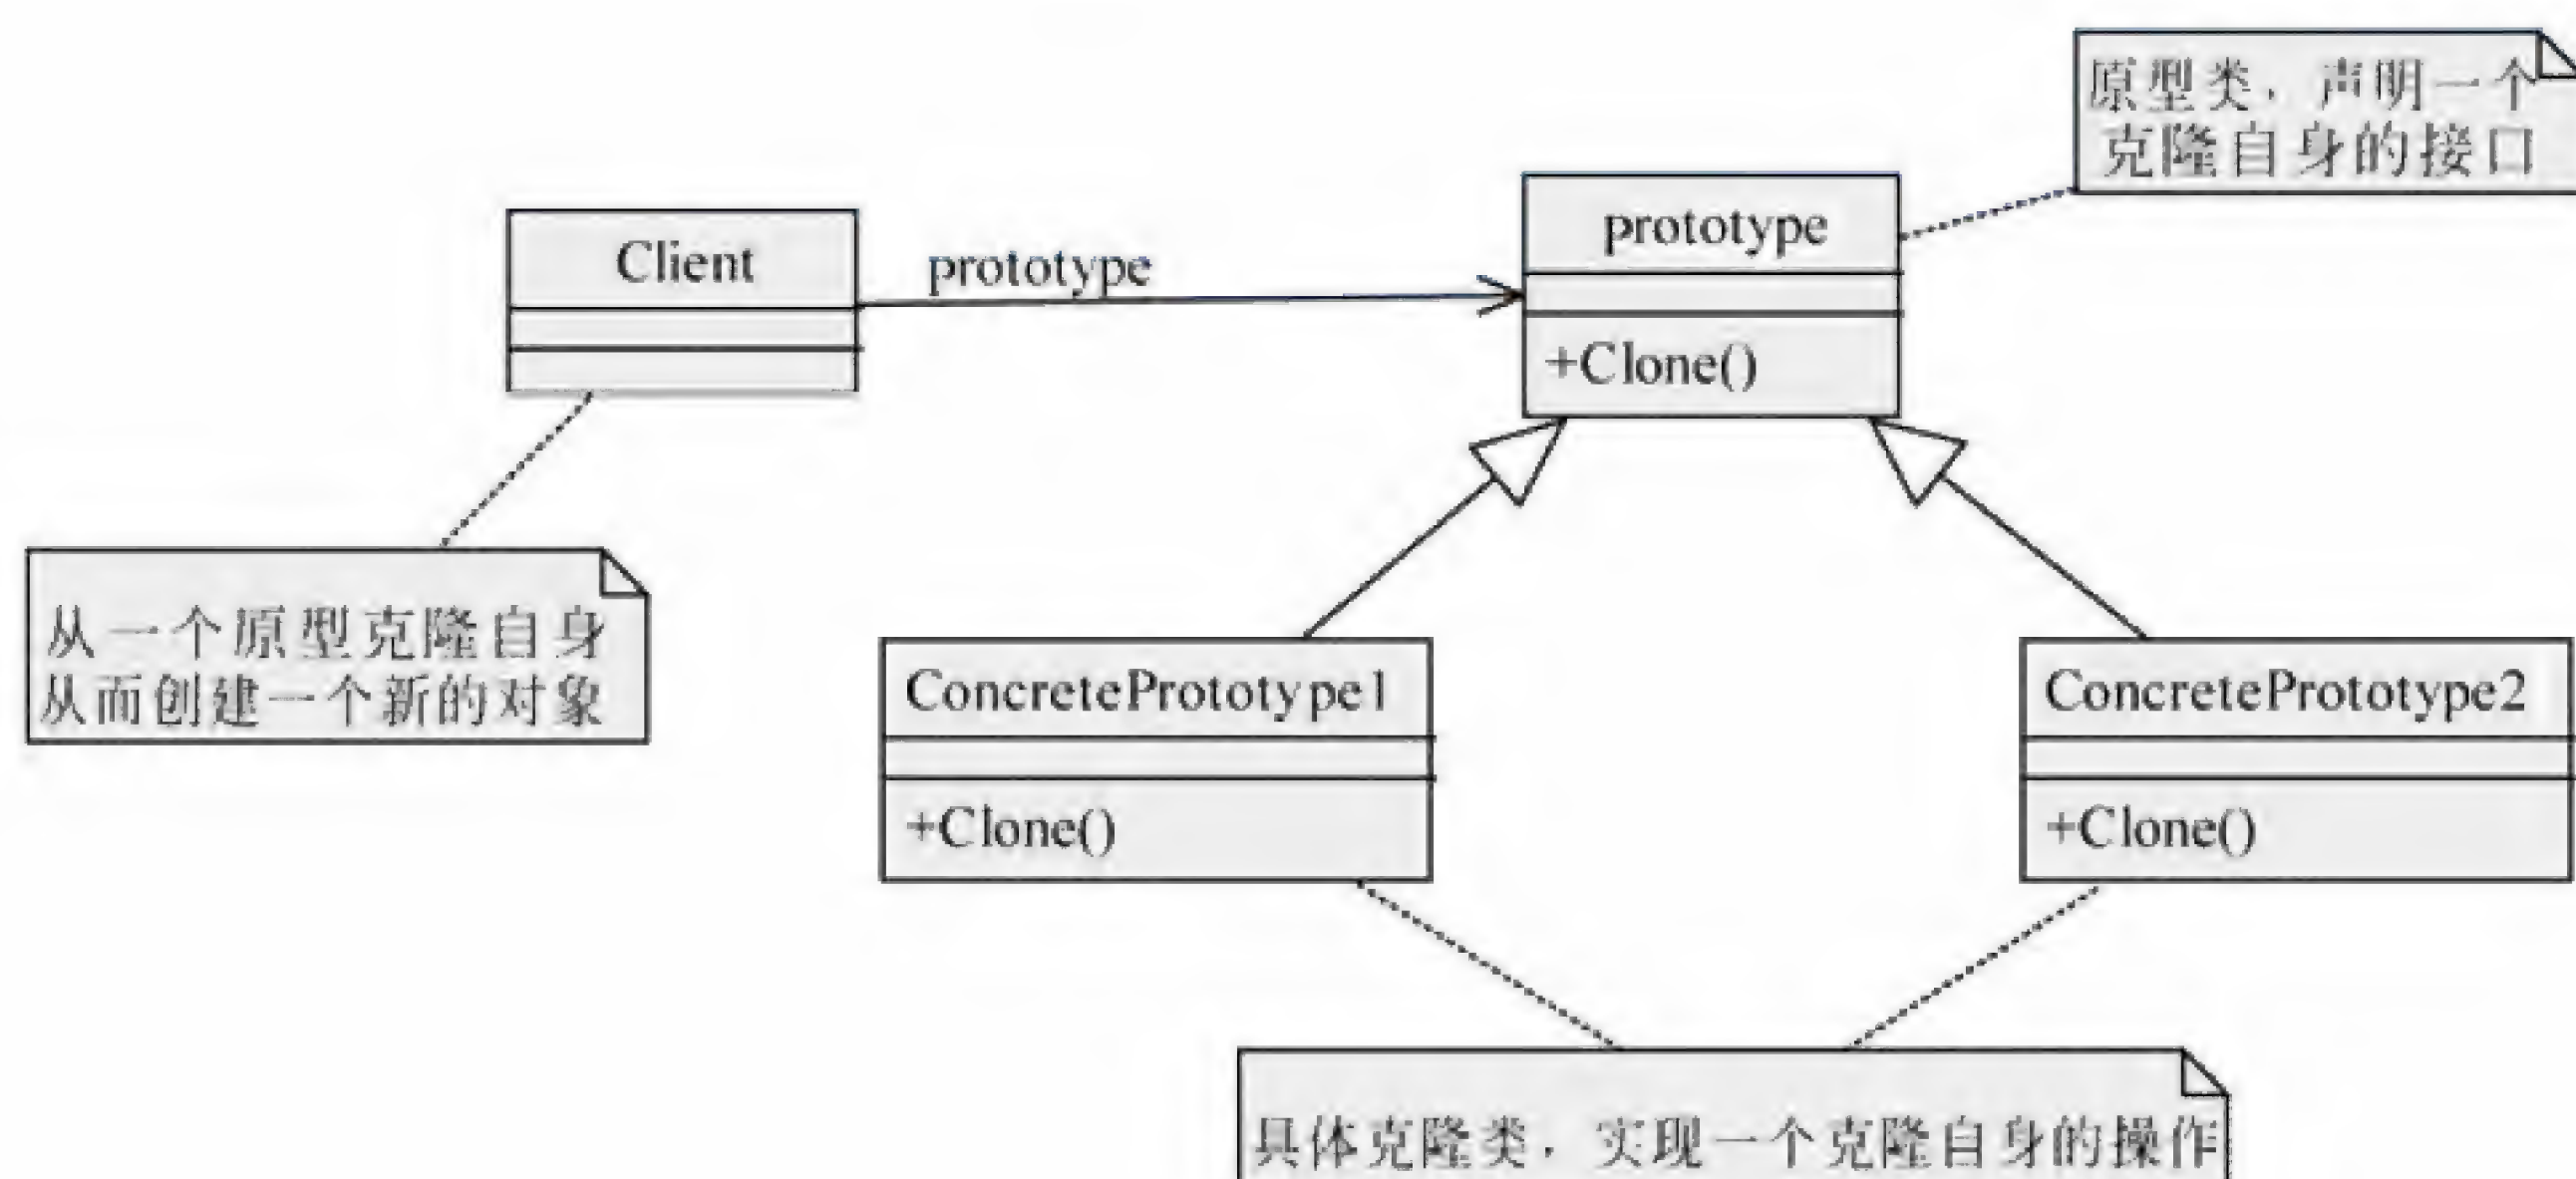 原型类，声明一个
克隆自身的接口
Client
prototype
prototype
+Clone()
从一个原型克隆自身
从而创建一个新的对象
ConcretePrototype1
+Clone()
ConcretePrototype2
+Clone()
具体克隆类，实现一个克隆自身的操作